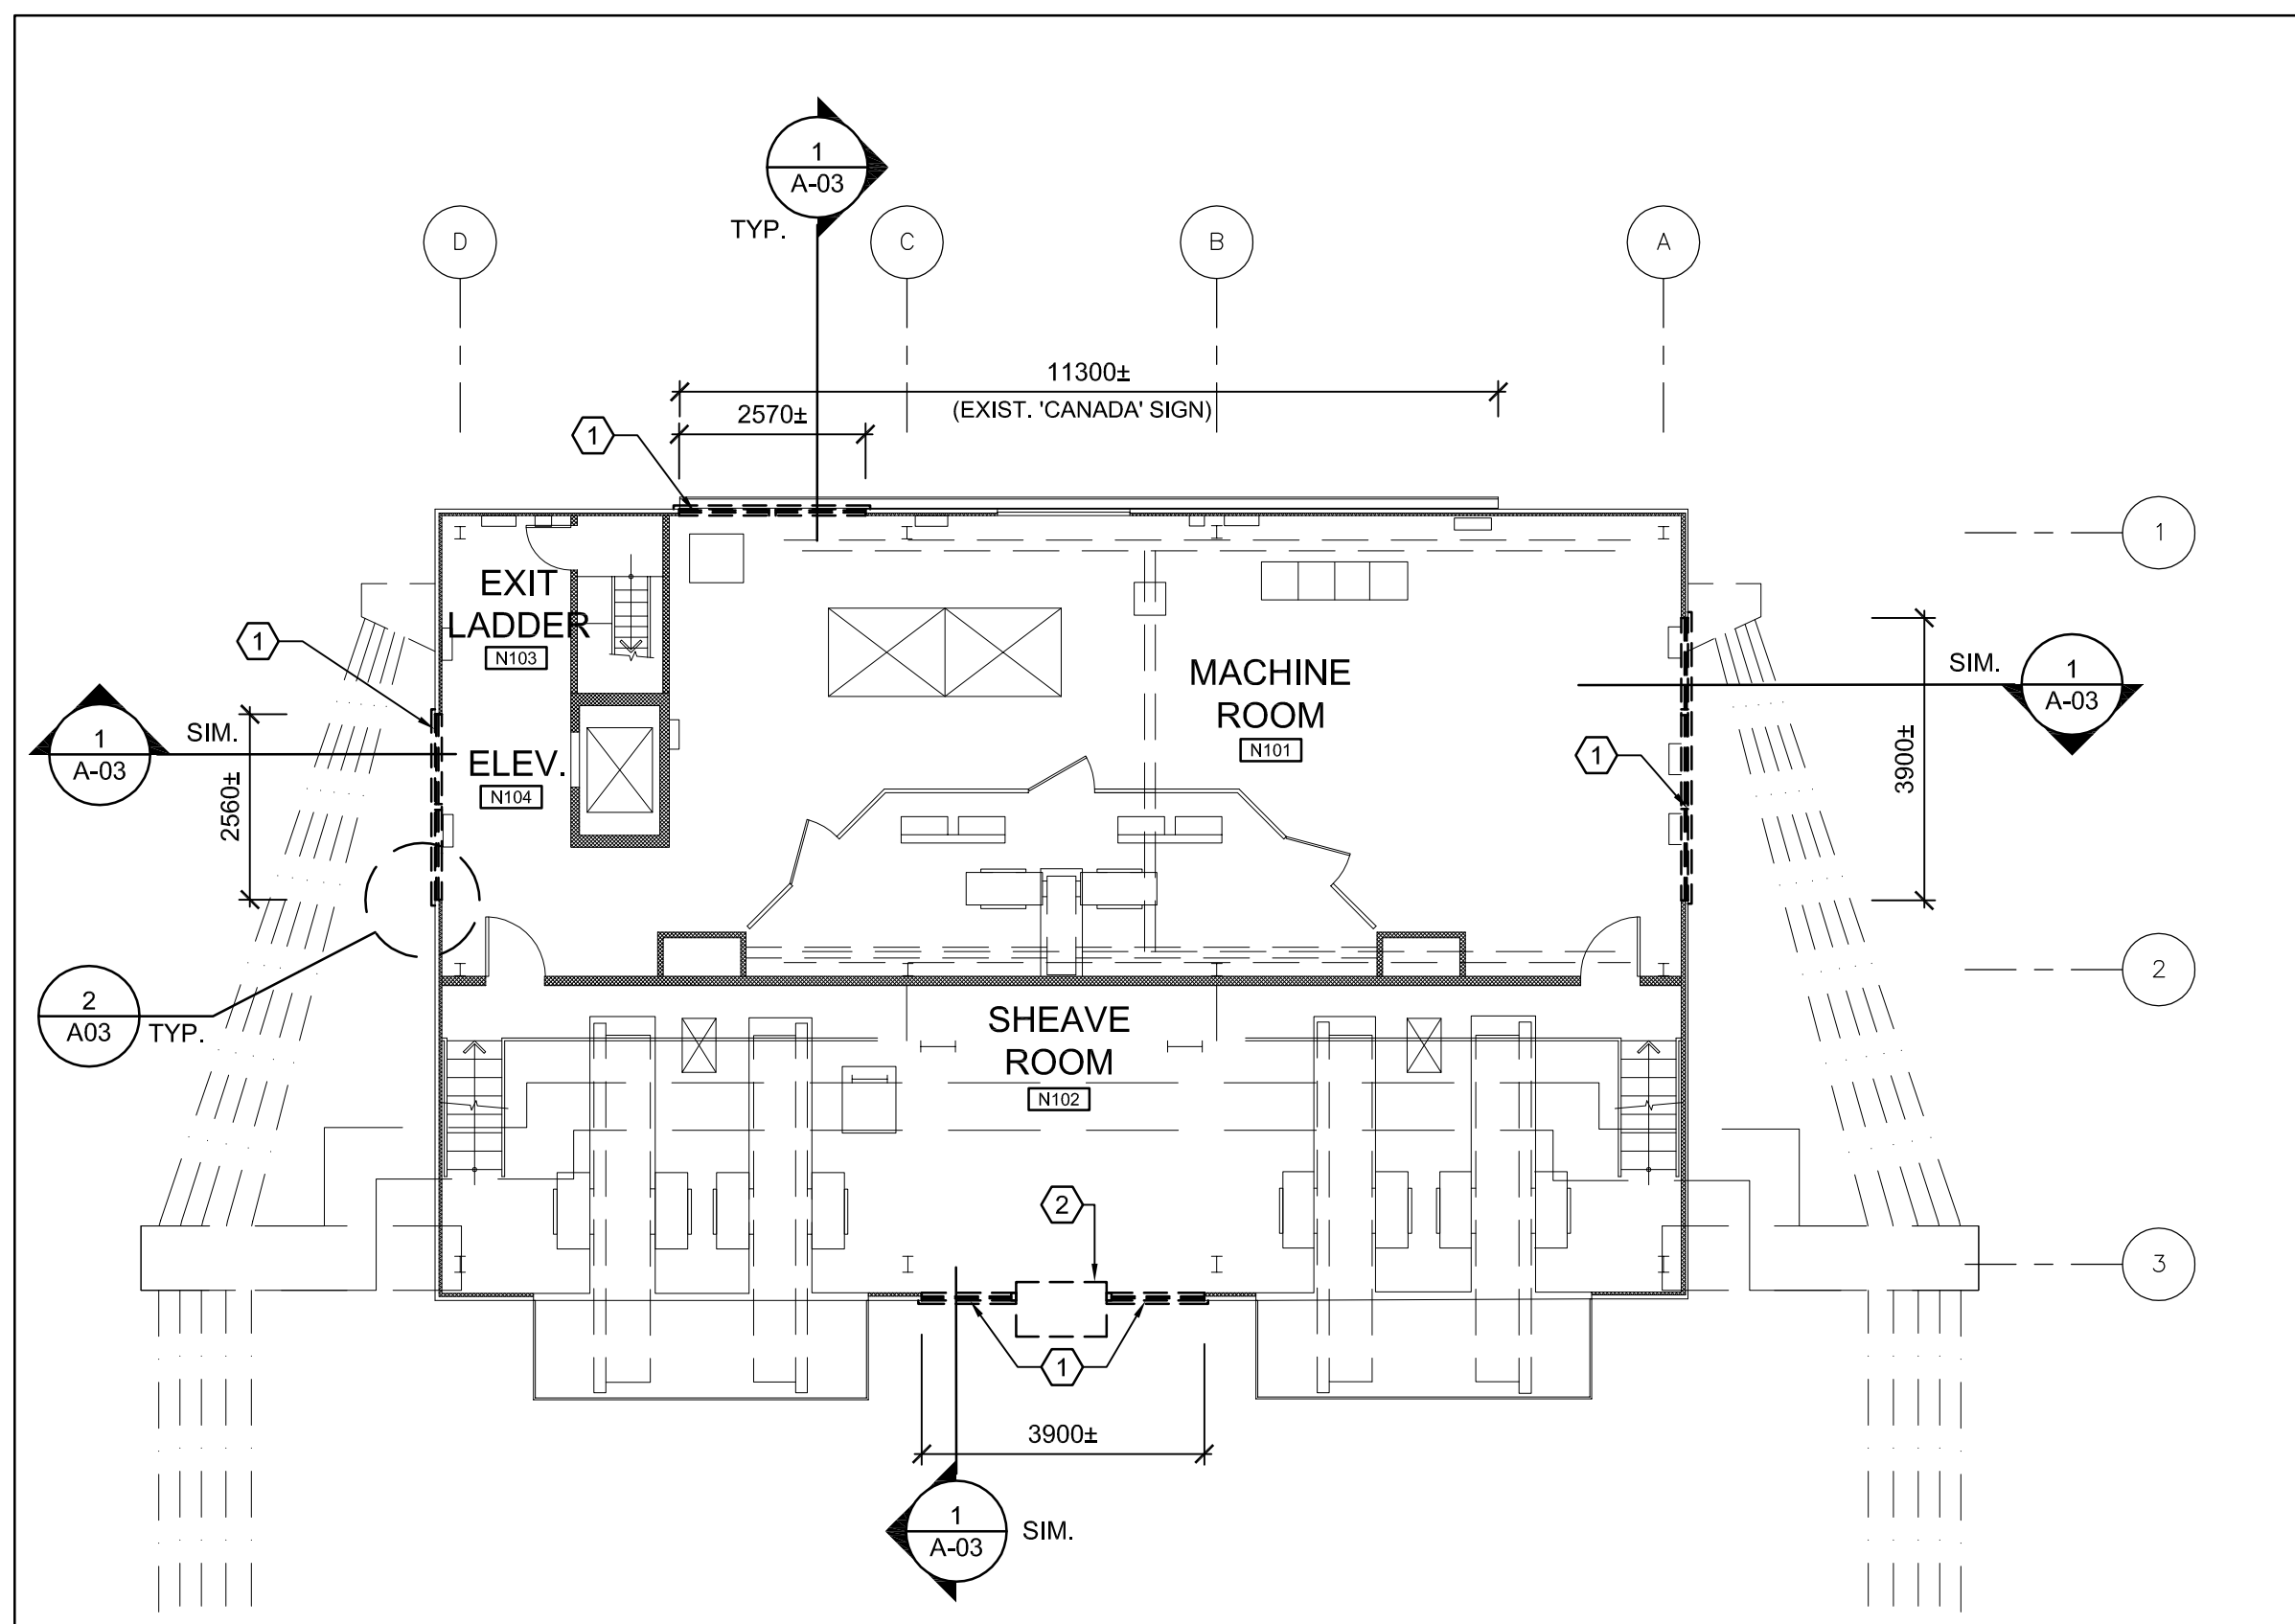 1
A-03
TYP.
D
C
B
A
11300±
(EXIST. 'CANADA' SIGN)
2570±
1
1
EXIT
LADDER
N103
1
MACHINE
ROOM
N101
SIM.
1
A-03
1
A-03
SIM.
2560±
ELEV.
N104
1
3900±
2
2
A03
TYP.
SHEAVE
ROOM
N102
2
3
1
3900±
1
A-03
SIM.